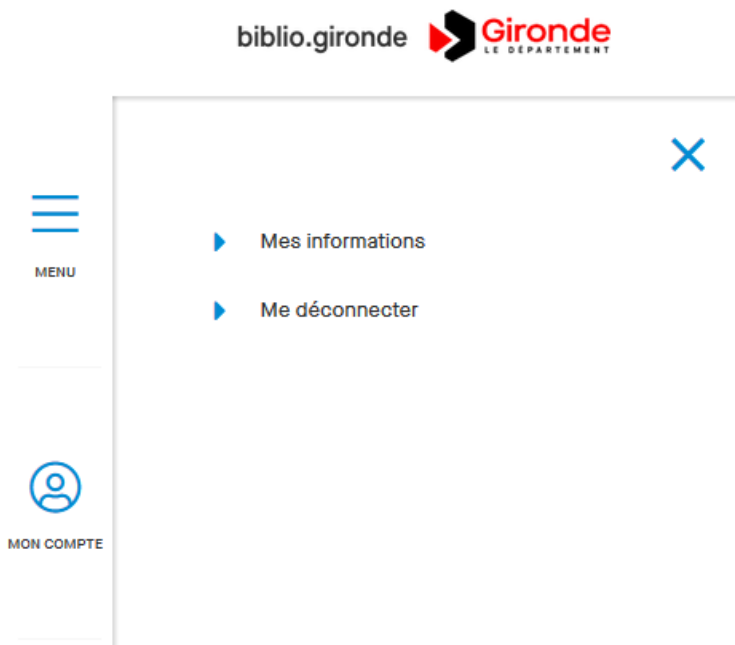 biblio.gironde
Gironde
LE DÉPARTEMENT
MENU
Mes informations
Me déconnecter
MON COMPTE